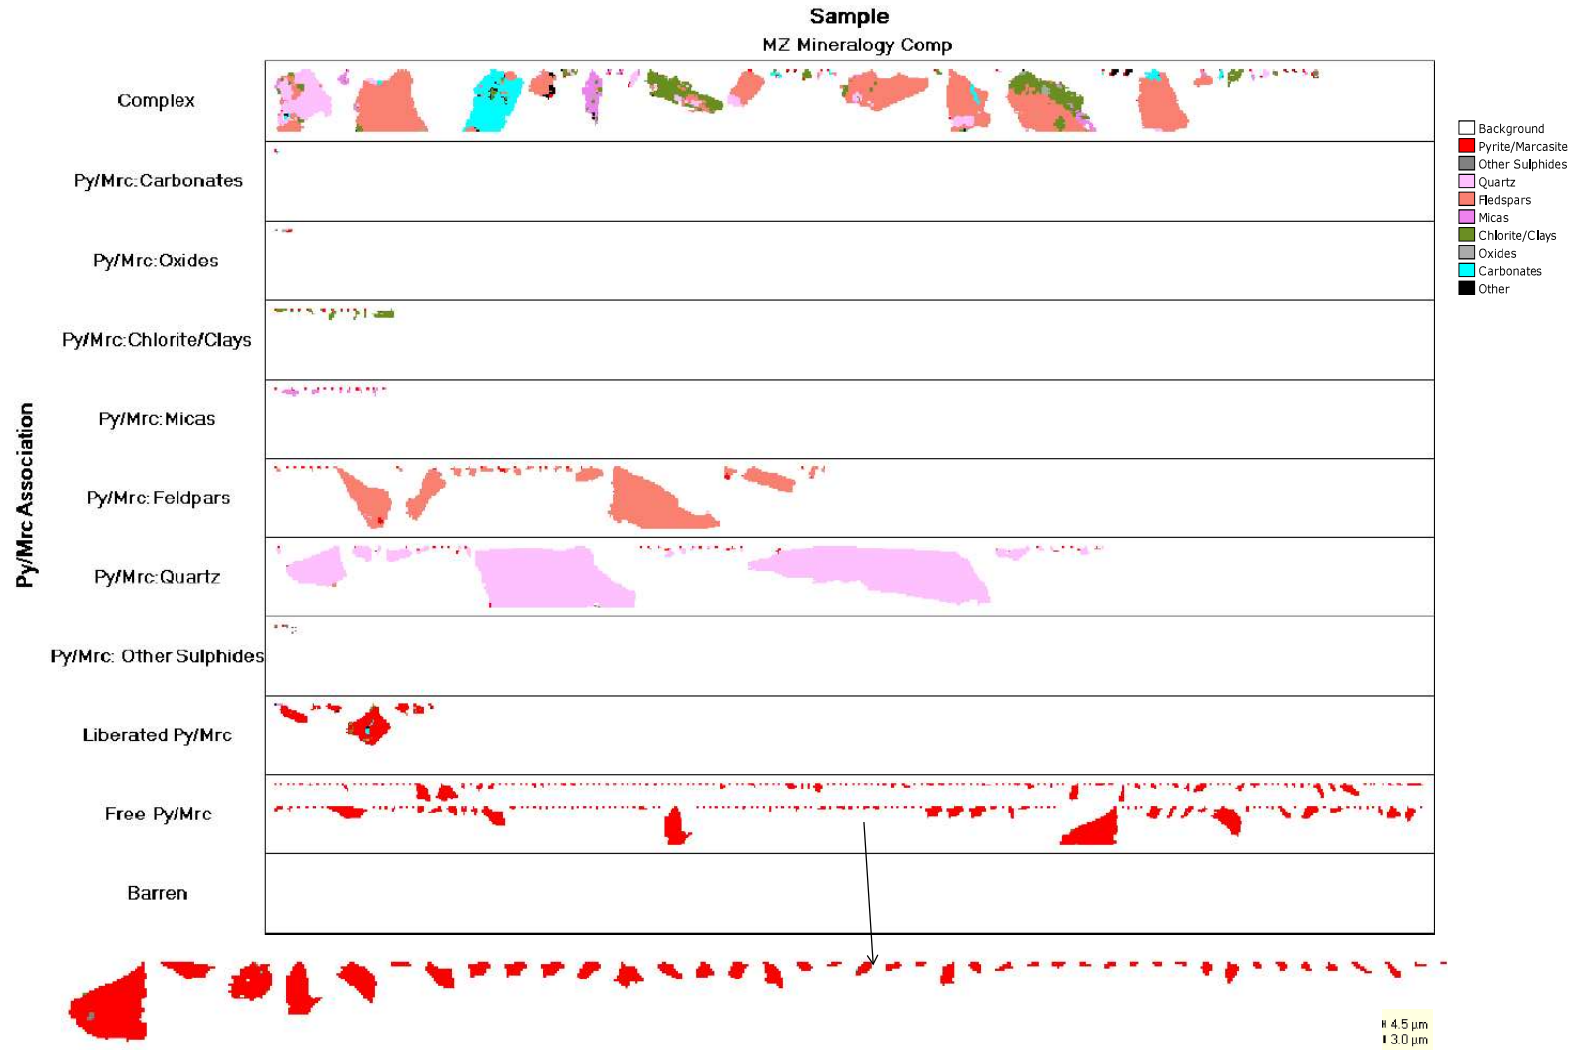 Sample
MZ Mineralogy Comp
Py/Mrc Association
Complex
Py/Mrc:Carbonates
Py/Mrc:Oxides
Py/Mrc:Chlorite/Clays
Py/Mrc:Micas
Py/Mrc:Feldpars
Py/Mrc:Quartz
Py/Mrc: Other Sulphides
Liberated Py/Mrc
Free Py/Mrc
Barren
Background
Pyrite/Marcasite
Other Sulphides
Quartz
Fledspars
Micas
Chlorite/Clays
Oxides
Carbonates
Other
4.5 µm
3.0 µm